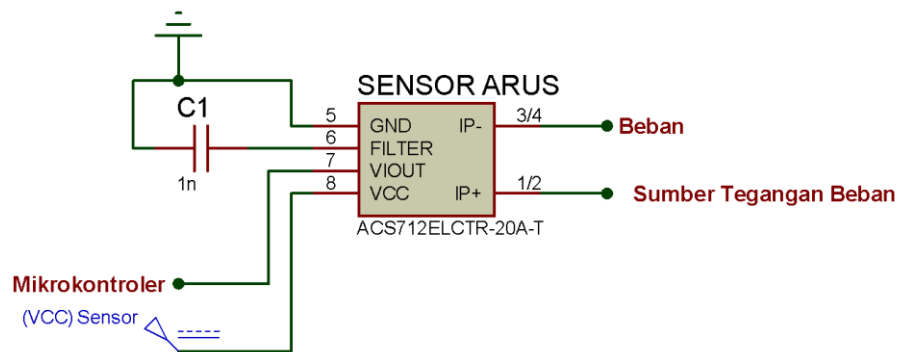 SENSOR ARUS
C1
1n
5 GND IP- 3/4 Beban
6 FILTER
7 VIOUT
8 VCC IP+ 1/2 Sumber Tegangan Beban
ACS712ELCTR-20A-T
Mikrokontroler
(VCC) Sensor